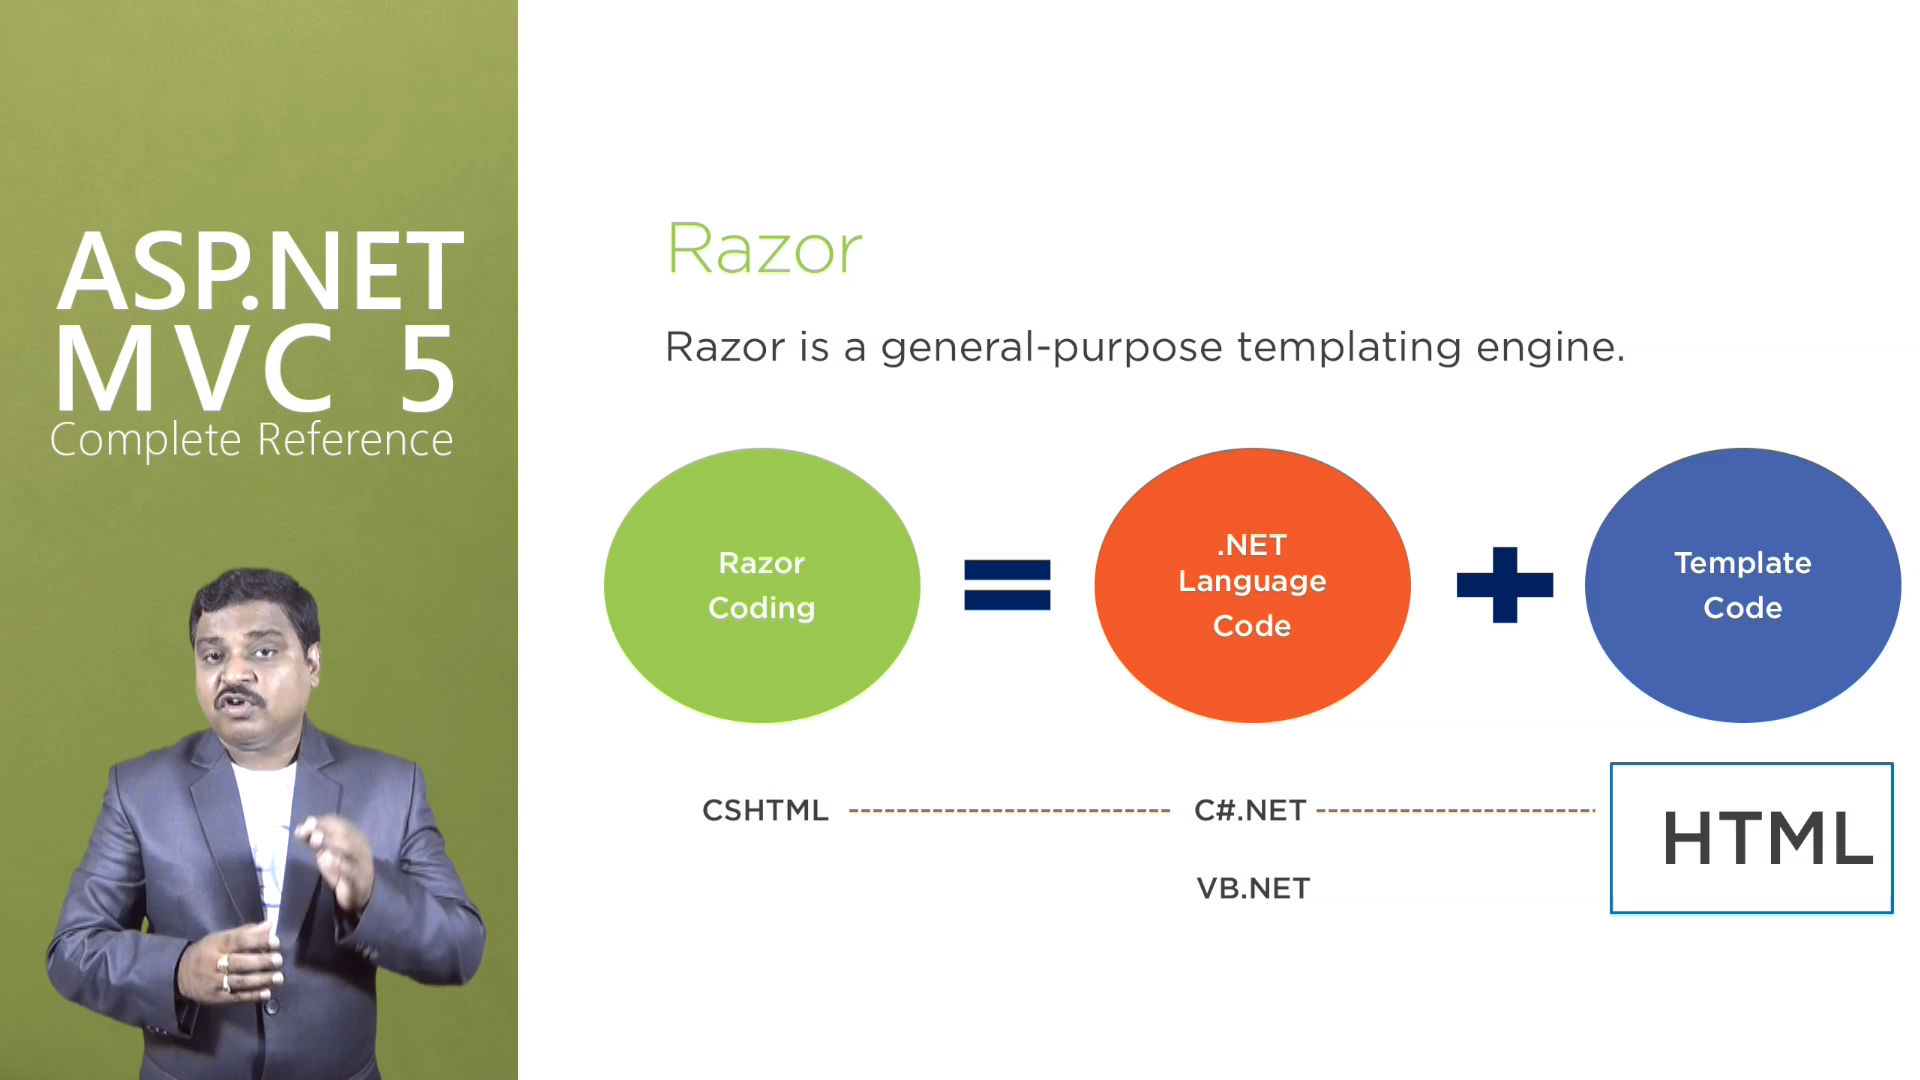 ASP.NET
MVC 5
Complete Reference
Razor
Razor is a general-purpose templating engine.
Razor
Coding
.NET
Language
Code
Template
Code
CSHTML
C#.NET
HTML
VB.NET